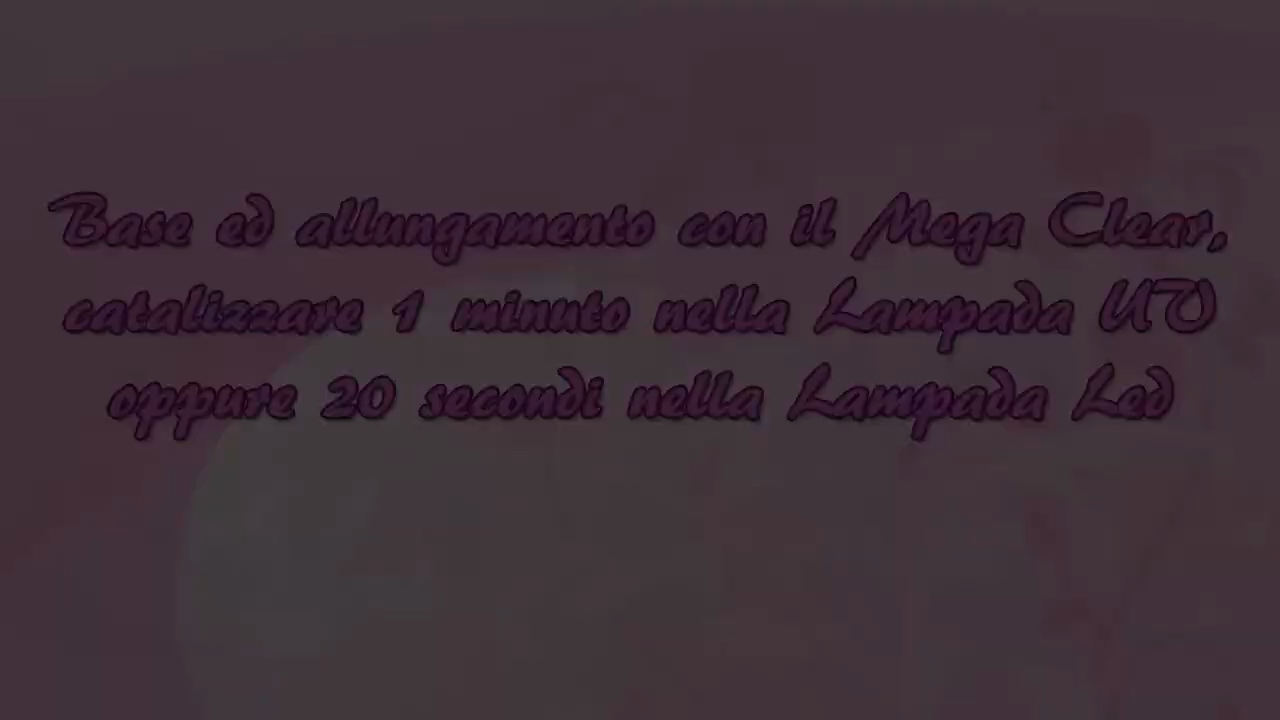 Base ed allungamento con il Mega Clear,
catalizzare 1 minuto nella Lampada UV
oppure 20 secondi nella Lampada Led